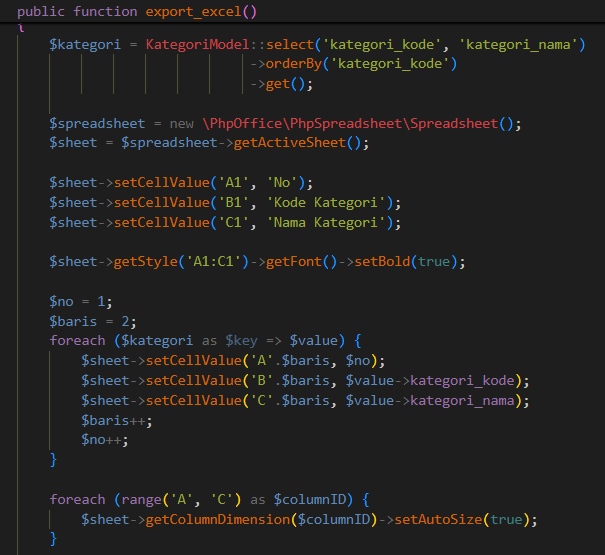 public function export_excel()
{
    $kategori = KategoriModel::select('kategori_kode', 'kategori_nama')
                             ->orderBy('kategori_kode')
                             ->get();

    $spreadsheet = new \PhpOffice\PhpSpreadsheet\Spreadsheet();
    $sheet = $spreadsheet->getActiveSheet();

    $sheet->setCellValue('A1', 'No');
    $sheet->setCellValue('B1', 'Kode Kategori');
    $sheet->setCellValue('C1', 'Nama Kategori');

    $sheet->getStyle('A1:C1')->getFont()->setBold(true);

    $no = 1;
    $baris = 2;
    foreach ($kategori as $key => $value) {
        $sheet->setCellValue('A'.$baris, $no);
        $sheet->setCellValue('B'.$baris, $value->kategori_kode);
        $sheet->setCellValue('C'.$baris, $value->kategori_nama);
        $baris++;
        $no++;
    }

    foreach (range('A', 'C') as $columnID) {
        $sheet->getColumnDimension($columnID)->setAutoSize(true);
    }